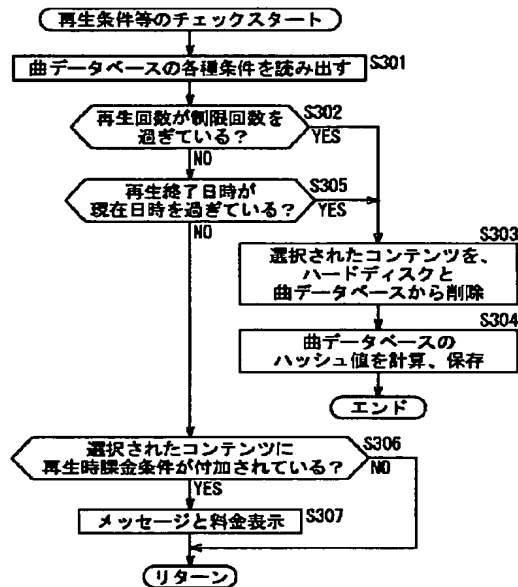 再生条件等のチェックスタート
曲データベースの各種条件を読み出す
S301
再生回数が制限回数を
過ぎている?
S302
YES
NO
再生終了日時が
現在日時を過ぎている?
S305
YES
NO
S303
選択されたコンテンツを、
ハードディスクと
曲データベースから削除
S304
曲データベースの
ハッシュ値を計算、保存
エンド
選択されたコンテンツに
再生時課金条件が付加されている?
S306
NO
YES
メッセージと料金表示
S307
リターン